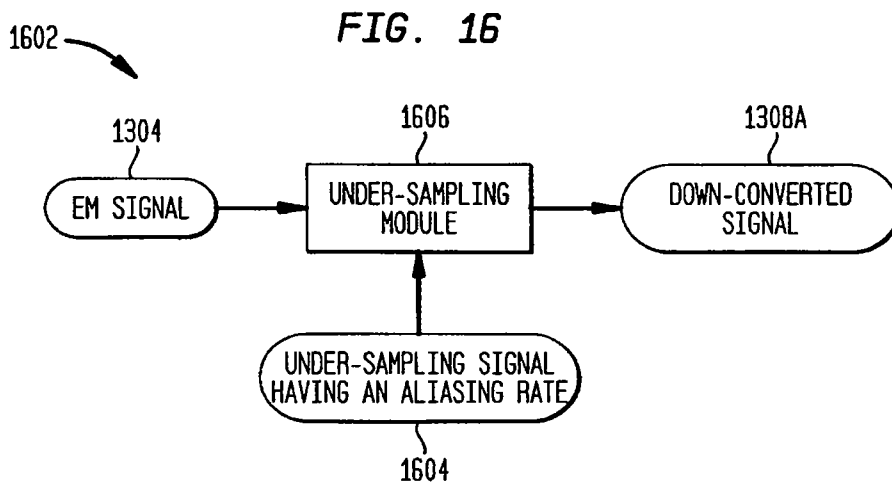 FIG. 16
1602
1304
1606
1308A
EM SIGNAL
UNDER-SAMPLING
MODULE
DOWN-CONVERTED
SIGNAL
UNDER-SAMPLING SIGNAL
HAVING AN ALIASING RATE
1604